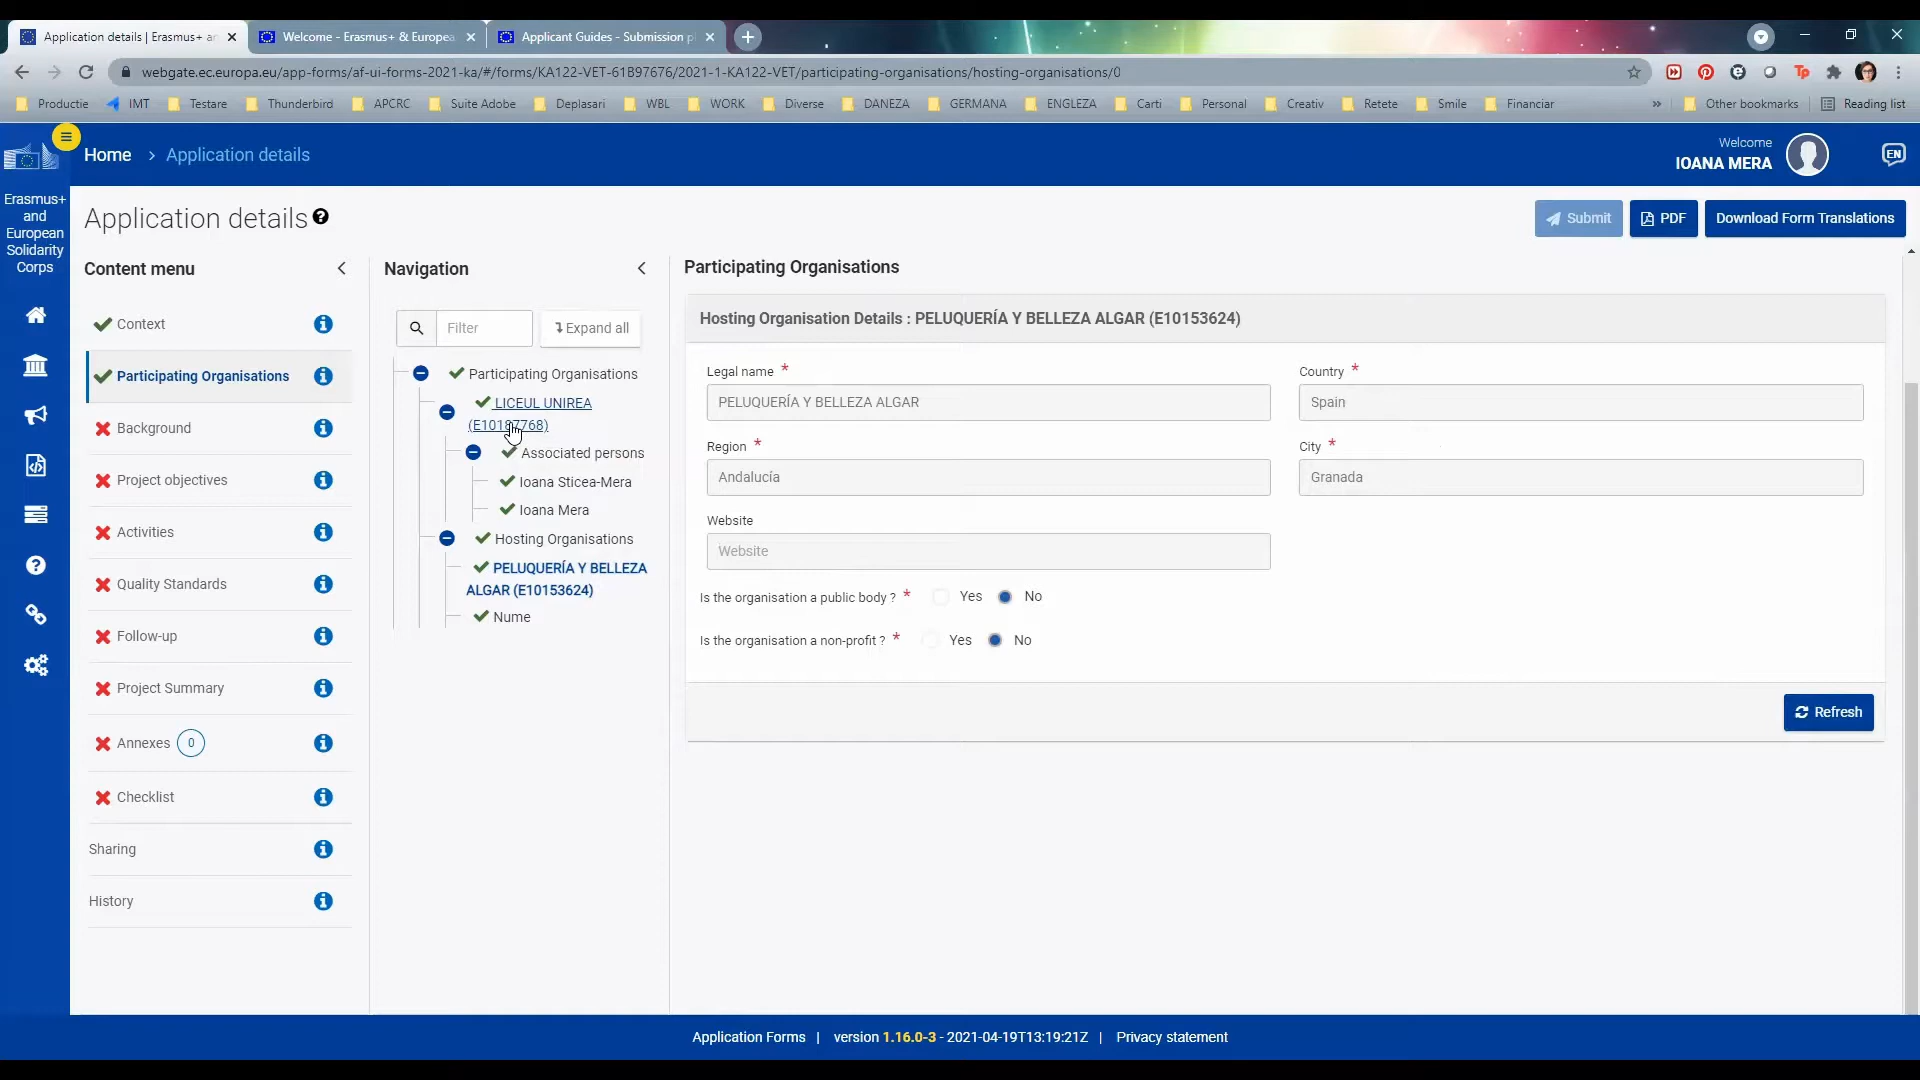 Application details | Erasmus+ an
Welcome - Erasmus+ & Europea
Applicant Guides - Submission p
webgate.ec.europa.eu/app-forms/af-ui-forms-2021-ka/#/forms/KA122-VET-61B97676/2021-1-KA122-VET/participating-organisations/hosting-organisations/0
Tp
Productie
IMT
Testare
Thunderbird
APCRC
Suite Adobe
Deplasari
WBL
WORK
Diverse
DANEZA
GERMANA
ENGLEZA
Carti
Personal
Creativ
Retete
Smile
Financiar
»
Other bookmarks
Reading list
Home > Application details
Welcome
IOANA MERA
EN
Erasmus+
and
European
Solidarity
Corps
Application details
Submit
PDF
Download Form Translations
Content menu
Context
Participating Organisations
Background
Project objectives
Activities
Quality Standards
Follow-up
Project Summary
Annexes 0
Checklist
Sharing
History
Navigation
Filter
Expand all
Participating Organisations
LICEUL UNIREA
(E10187768)
Associated persons
Ioana Sticea-Mera
Ioana Mera
Hosting Organisations
PELUQUERÍA Y BELLEZA
ALGAR (E10153624)
Nume
Participating Organisations
Hosting Organisation Details : PELUQUERÍA Y BELLEZA ALGAR (E10153624)
Legal name *
PELUQUERÍA Y BELLEZA ALGAR
Country *
Spain
Region *
Andalucía
City *
Granada
Website
Website
Is the organisation a public body ? * Yes No
Is the organisation a non-profit ? * Yes No
Refresh
Application Forms | version 1.16.0-3 - 2021-04-19T13:19:21Z | Privacy statement